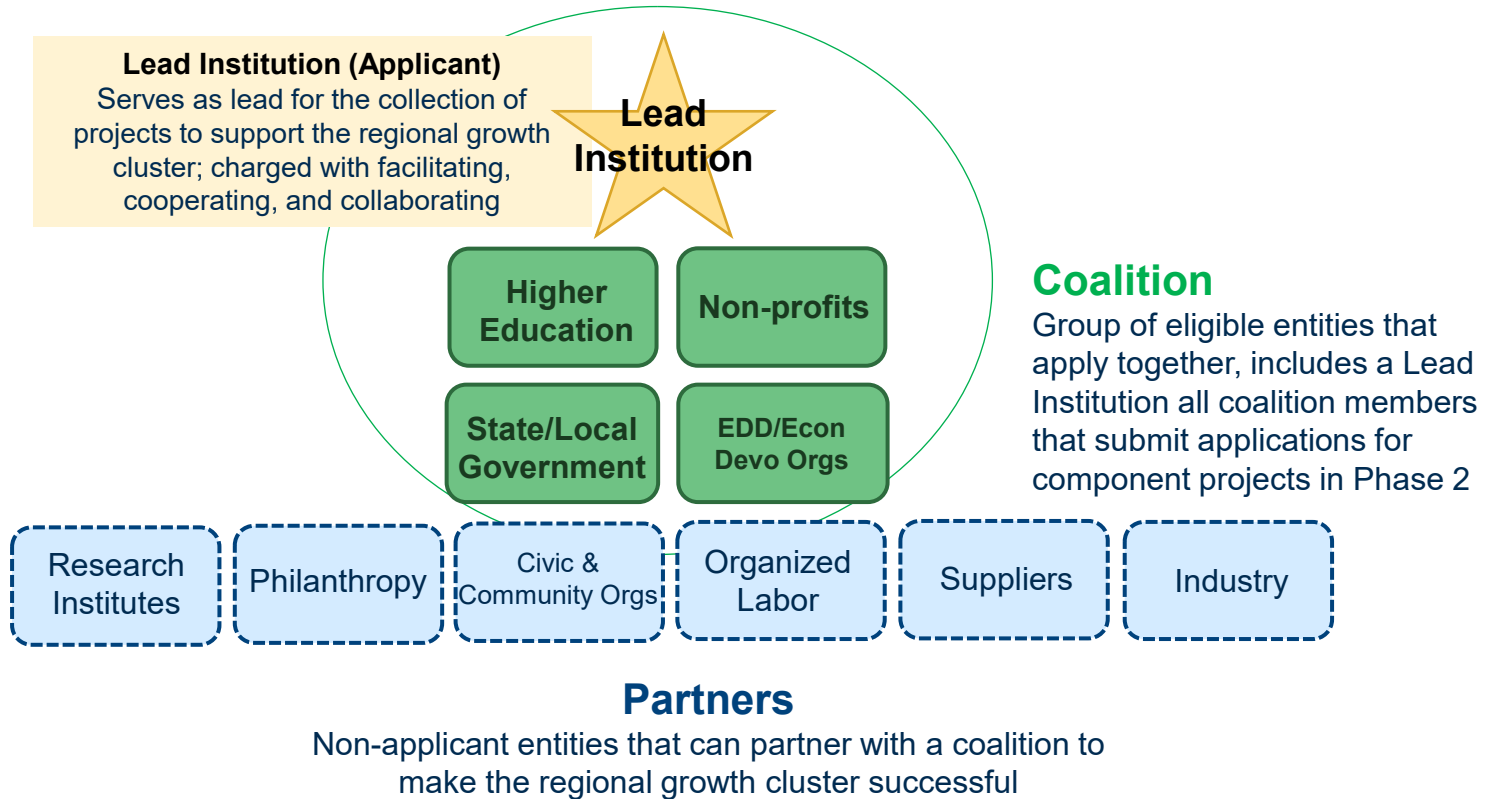 Lead Institution (Applicant)
Serves as lead for the collection of
projects to support the regional growth
cluster; charged with facilitating,
cooperating, and collaborating
Lead
Institution
Higher
Education
Non-profits
State/Local
Government
EDD/Econ
Devo Orgs
Coalition
Group of eligible entities that
apply together, includes a Lead
Institution all coalition members
that submit applications for
component projects in Phase 2
Research
Institutes
Philanthropy
Civic &
Community Orgs
Organized
Labor
Suppliers
Industry
Partners
Non-applicant entities that can partner with a coalition to
make the regional growth cluster successful